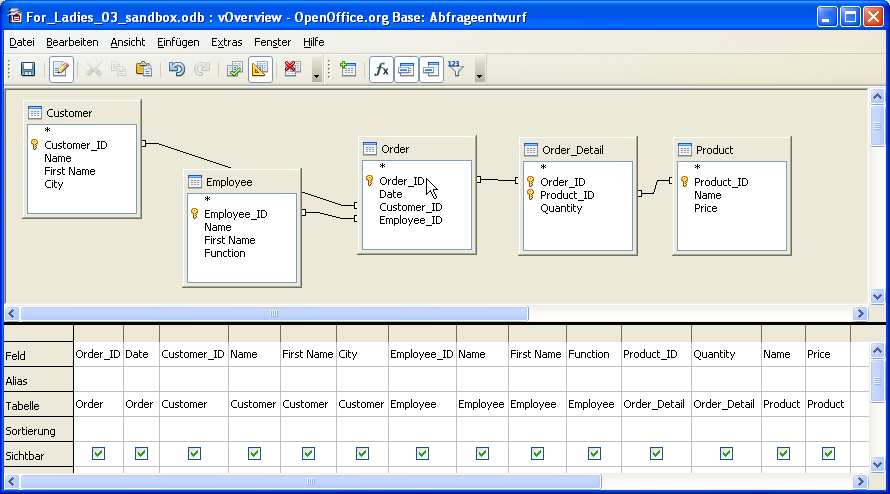 For_Ladies_03_sandbox.odb : vOverview - OpenOffice.org Base: Abfrageentwurf
Datei Bearbeiten Ansicht Einfügen Extras Fenster Hilfe
fx 123
Customer
*
Customer_ID
Name
First Name
City
Employee
*
Employee_ID
Name
First Name
Function
Order
*
Order_ID
Date
Customer_ID
Employee_ID
Order_Detail
*
Order_ID
Product_ID
Quantity
Product
*
Product_ID
Name
Price
Feld Order_ID Date Customer_ID Name First Name City Employee_ID Name First Name Function Product_ID Quantity Name Price
Alias
Tabelle Order Order Customer Customer Customer Customer Employee Employee Employee Employee Order_Detail Order_Detail Product Product
Sortierung
Sichtbar